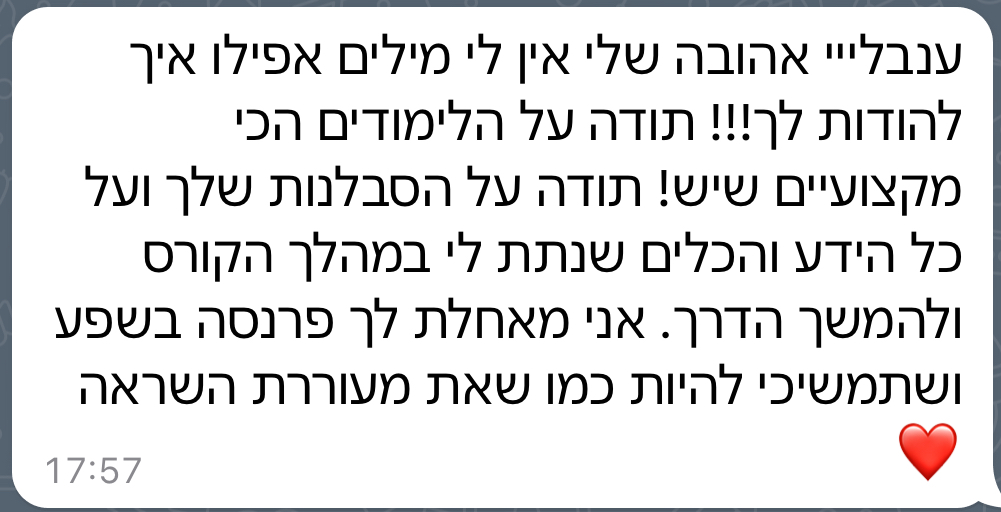 ענבלייי אהובה שלי אין לי מילים אפילו איך
להודות לך!!! תודה על הלימודים הכי
מקצועיים שיש! תודה על הסבלנות שלך ועל
כל הידע והכלים שנתת לי במהלך הקורס
ולהמשך הדרך. אני מאחלת לך פרנסה בשפע
ושתמשיכי להיות כמו שאת מעוררת השראה
❤️
17:57